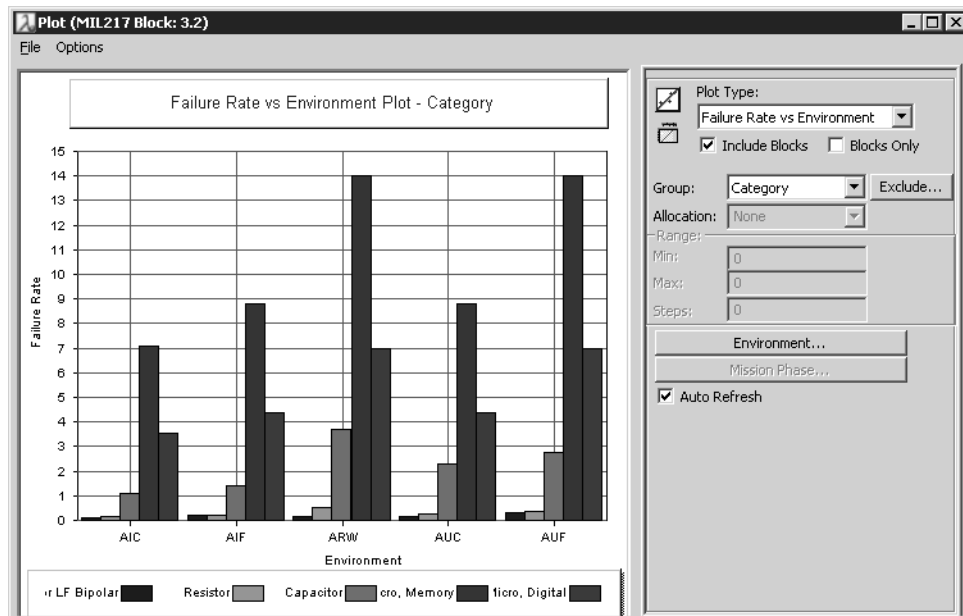 Plot (MIL217 Block: 3.2)
File Options
Failure Rate vs Environment Plot - Category
15
14
13
12
11
10
9
8
7
6
5
4
3
2
1
0
Failure Rate
AIC AIF ARW AUC AUF
Environment
or LF Bipolar Resistor Capacitor cro, Memory Micro, Digital
Plot Type:
Failure Rate vs Environment
Include Blocks Blocks Only
Group: Category Exclude...
Allocation: None
Range:
Min: 0
Max: 0
Steps: 0
Environment...
Mission Phase...
Auto Refresh